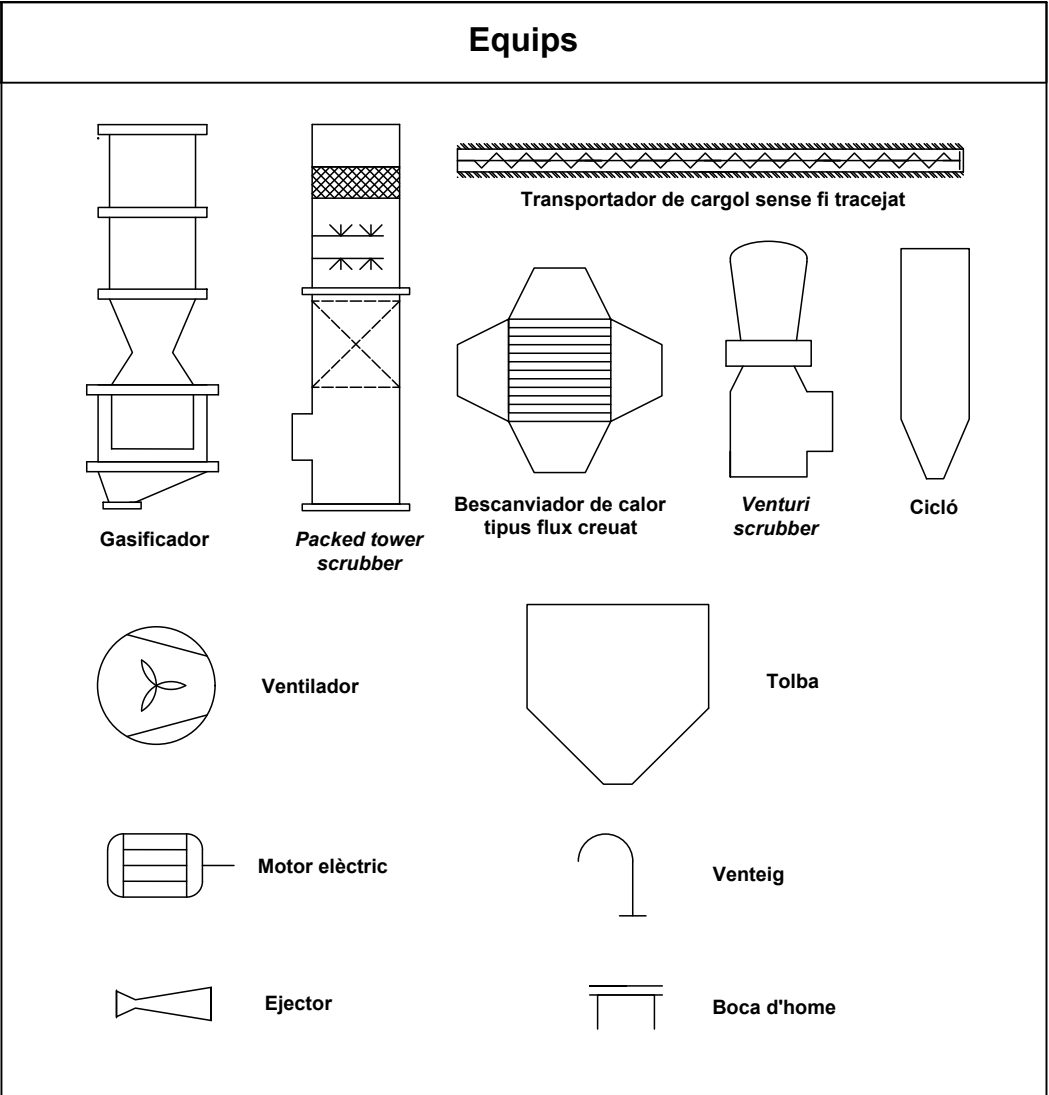 Equips
Transportador de cargol sense fi tracejat
Gasificador
Packed tower
scrubber
Bescanviador de calor
tipus flux creuat
Venturi
scrubber
Cicló
Ventilador
Tolba
Motor elèctric
Venteig
Ejector
Boca d'home